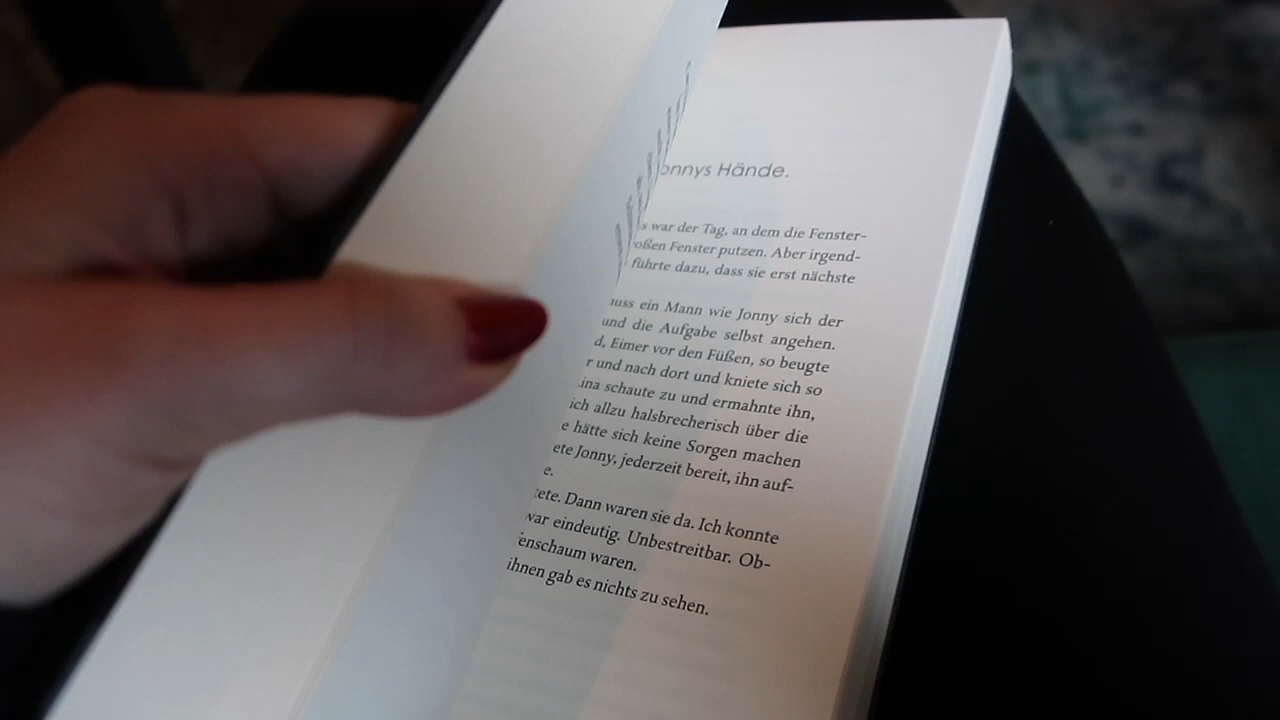 onnys Hände.
s war der Tag, an dem die Fenster-
oßen Fenster putzen. Aber irgend-
führte dazu, dass sie erst nächste
uss ein Mann wie Jonny sich der
und die Aufgabe selbst angehen.
d, Eimer vor den Füßen, so beugte
r und nach dort und kniete sich so
ina schaute zu und ermahnte ihn,
ich allzu halsbrecherisch über die
e hätte sich keine Sorgen machen
ete Jonny, jederzeit bereit, ihn auf-
e.
tete. Dann waren sie da. Ich konnte
war eindeutig. Unbestreitbar. Ob-
fenschaum waren.
ihnen gab es nichts zu sehen.